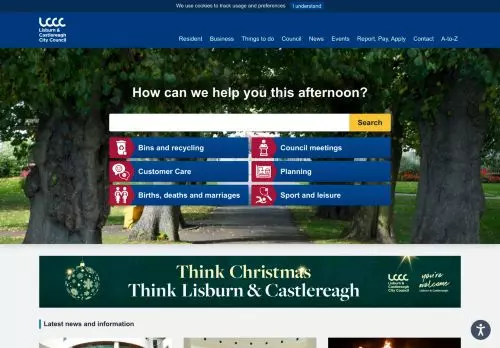 We use cookies to track usage and preferences I understand
LCCC
Lisburn &
Castlereagh
City Council
Resident Business Things to do Council News Events Report, Pay, Apply Contact A-to-Z
How can we help you this afternoon?
Search
Bins and recycling Council meetings
Customer Care Planning
Births, deaths and marriages Sport and leisure
Think Christmas
Think Lisburn & Castlereagh
LCCC
Lisburn &
Castlereagh
City Council
you're
welcome
Lisburn & Castlereagh
Latest news and information